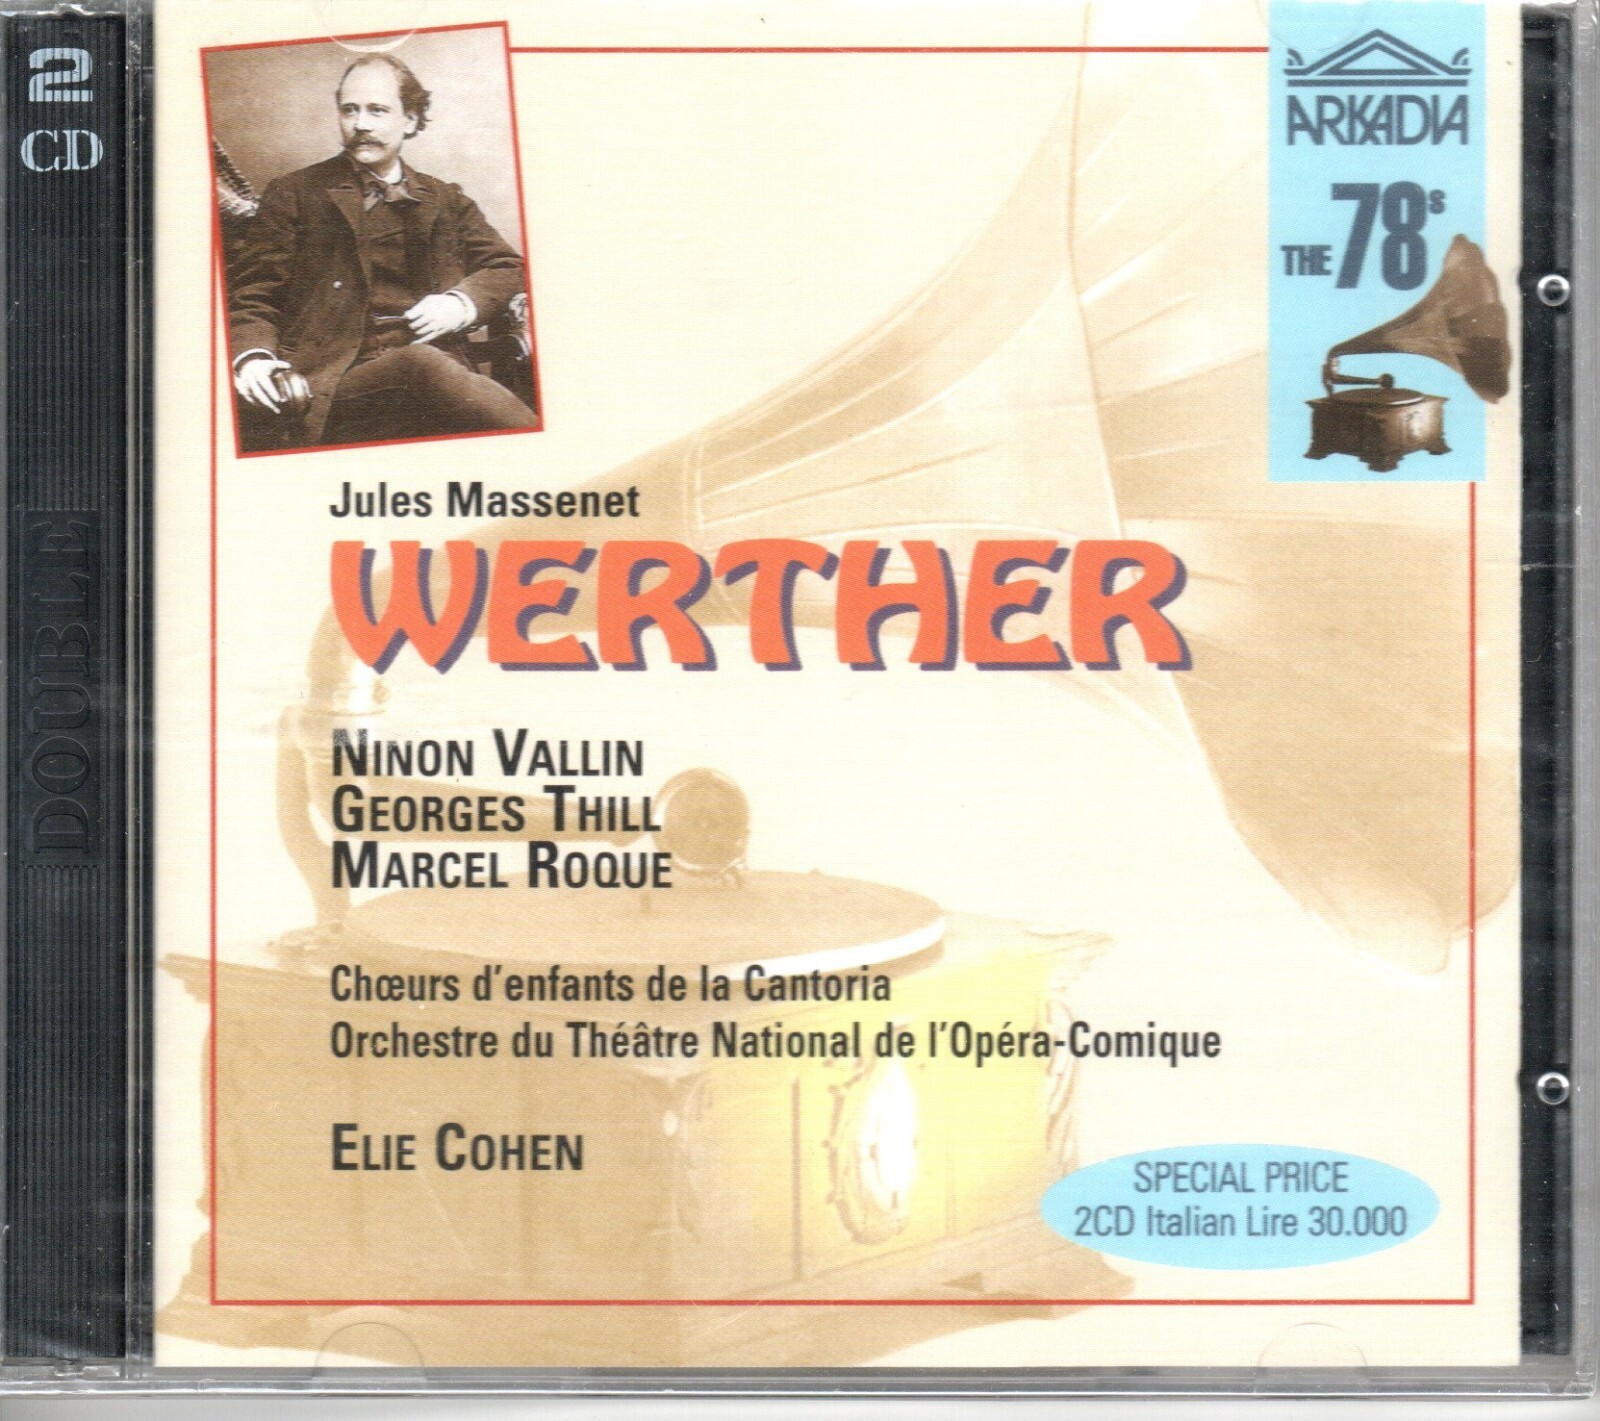 2
CD
DOUBLE
ARKADIA
THE 78s
Jules Massenet
WERTHER
NINON VALLIN
GEORGES THILL
MARCEL ROQUE
Chœurs d'enfants de la Cantoria
Orchestre du Théâtre National de l'Opéra-Comique
ELIE COHEN
SPECIAL PRICE
2CD Italian Lire 30.000